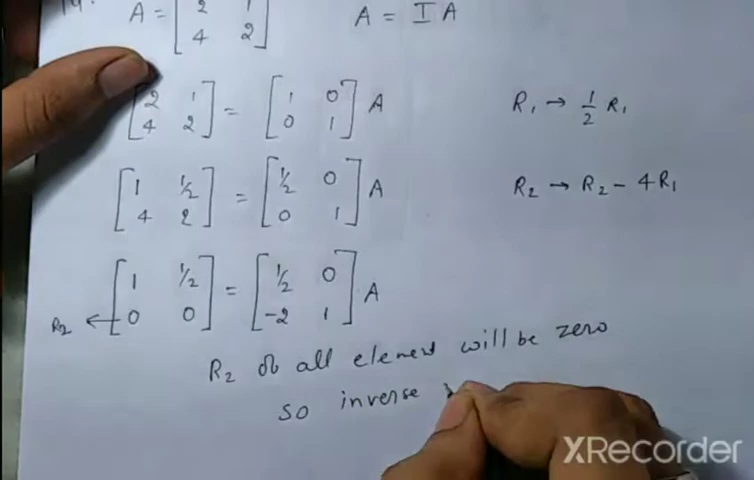 A = [2 1
4 2] A = I A
[2 1
4 2] = [1 0
0 1] A R₁ → 1/2 R₁
[1 1/2
4 2] = [1/2 0
0 1] A R₂ → R₂ - 4R₁
[1 1/2
0 0] = [1/2 0
-2 1] A
R₂ ←
R₂ of all element will be zero
so inverse
XRecorder